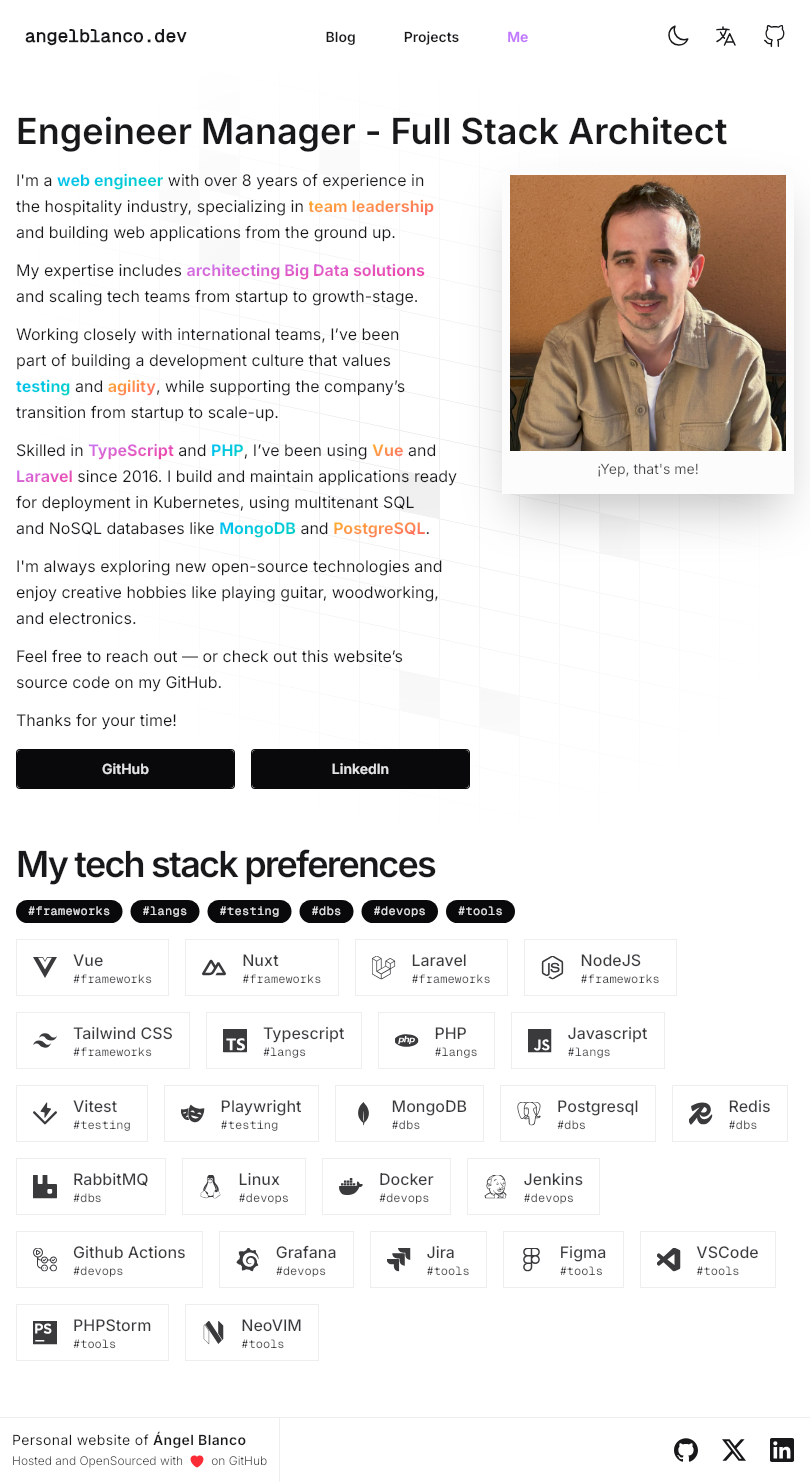 angelblanco.dev
Blog Projects Me
Engeineer Manager - Full Stack Architect
I'm a web engineer with over 8 years of experience in
the hospitality industry, specializing in team leadership
and building web applications from the ground up.
My expertise includes architecting Big Data solutions
and scaling tech teams from startup to growth-stage.
Working closely with international teams, I’ve been
part of building a development culture that values
testing and agility, while supporting the company’s
transition from startup to scale-up.
Skilled in TypeScript and PHP, I’ve been using Vue and
Laravel since 2016. I build and maintain applications ready
for deployment in Kubernetes, using multitenant SQL
and NoSQL databases like MongoDB and PostgreSQL.
I'm always exploring new open-source technologies and
enjoy creative hobbies like playing guitar, woodworking,
and electronics.
Feel free to reach out — or check out this website’s
source code on my GitHub.
Thanks for your time!
GitHub LinkedIn
¡Yep, that's me!
My tech stack preferences
#frameworks #langs #testing #dbs #devops #tools
Vue
#frameworks
Nuxt
#frameworks
Laravel
#frameworks
JS
NodeJS
#frameworks
Tailwind CSS
#frameworks
TS
Typescript
#langs
php
PHP
#langs
JS
Javascript
#langs
Vitest
#testing
Playwright
#testing
MongoDB
#dbs
Postgresql
#dbs
Redis
#dbs
RabbitMQ
#dbs
Linux
#devops
Docker
#devops
Jenkins
#devops
Github Actions
#devops
Grafana
#devops
Jira
#tools
Figma
#tools
VSCode
#tools
PS
PHPStorm
#tools
NeoVIM
#tools
Personal website of Ángel Blanco
Hosted and OpenSourced with ❤️ on GitHub